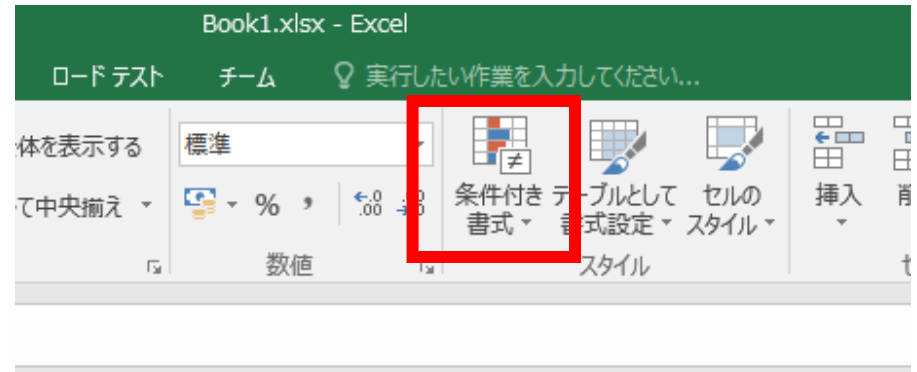 Book1.xlsx - Excel
ロード テスト チーム 実行したい作業を入力してください...
体を表示する 標準
て中央揃え % , .0 .00
条件付き書式 テーブルとして書式設定 セルのスタイル 挿入
数値 スタイル